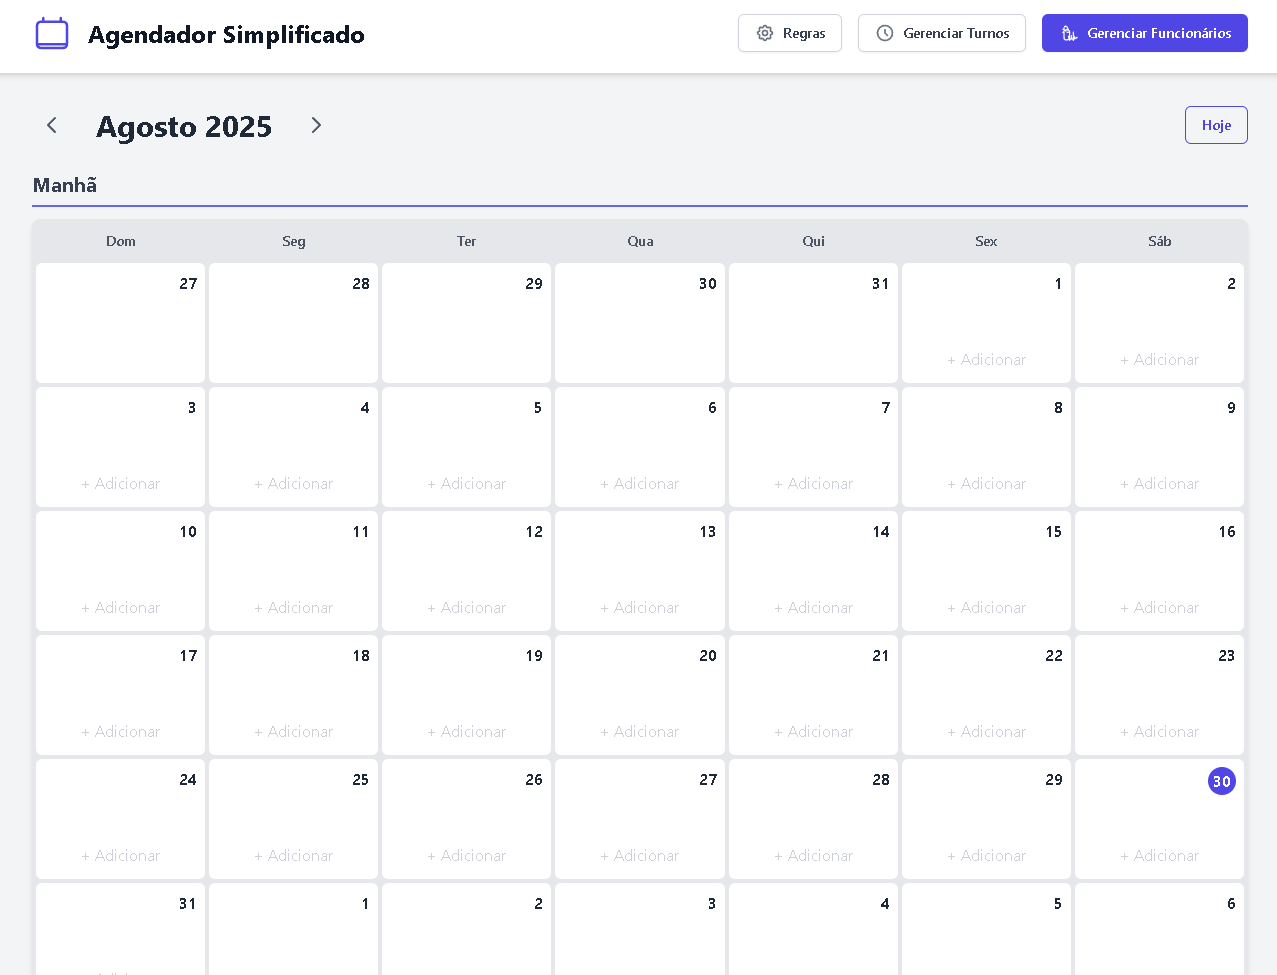 Agendador Simplificado
Regras
Gerenciar Turnos
Gerenciar Funcionários
Agosto 2025
Hoje
Manhã
Dom Seg Ter Qua Qui Sex Sáb
27 28 29 30 31 1 2
+ Adicionar + Adicionar
3 4 5 6 7 8 9
+ Adicionar + Adicionar + Adicionar + Adicionar + Adicionar + Adicionar + Adicionar
10 11 12 13 14 15 16
+ Adicionar + Adicionar + Adicionar + Adicionar + Adicionar + Adicionar + Adicionar
17 18 19 20 21 22 23
+ Adicionar + Adicionar + Adicionar + Adicionar + Adicionar + Adicionar + Adicionar
24 25 26 27 28 29 30
+ Adicionar + Adicionar + Adicionar + Adicionar + Adicionar + Adicionar + Adicionar
31 1 2 3 4 5 6